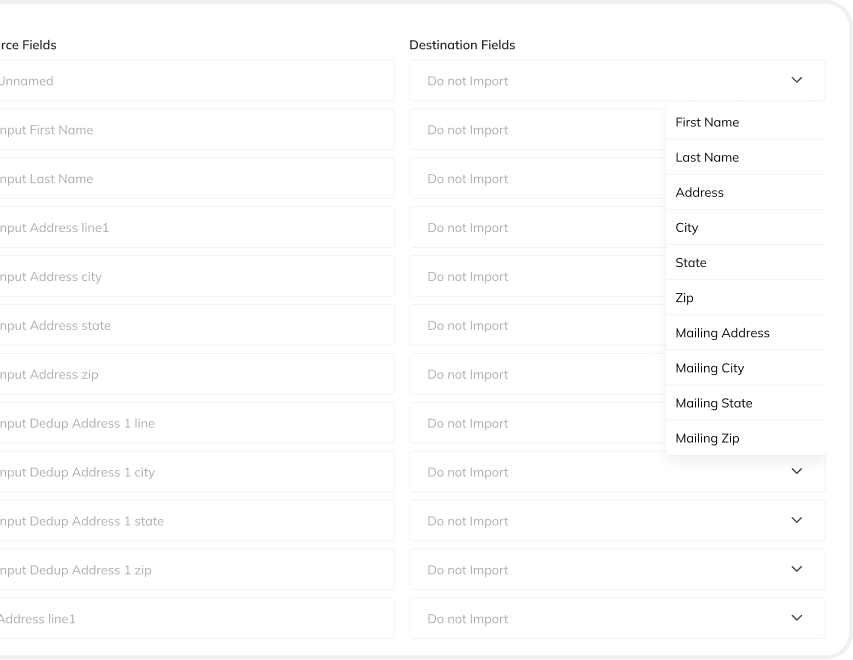 rce Fields Destination Fields
Unnamed Do not Import
nput First Name Do not Import
First Name
nput Last Name Do not Import
Last Name
Address
nput Address line1 Do not Import
City
State
nput Address city Do not Import
Zip
nput Address state Do not Import
Mailing Address
nput Address zip Do not Import
Mailing City
Mailing State
nput Dedup Address 1 line Do not Import
Mailing Zip
nput Dedup Address 1 city Do not Import
nput Dedup Address 1 state Do not Import
nput Dedup Address 1 zip Do not Import
Address line1 Do not Import